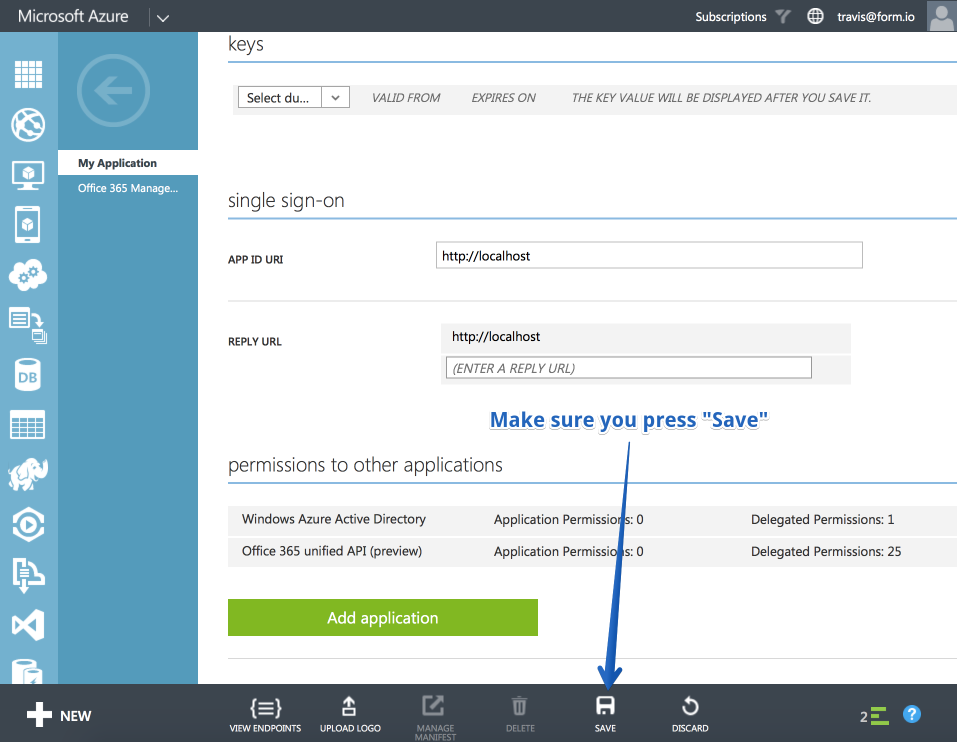 Microsoft Azure
Subscriptions
travis@form.io
keys
Select du...
VALID FROM
EXPIRES ON
THE KEY VALUE WILL BE DISPLAYED AFTER YOU SAVE IT.
My Application
Office 365 Manage...
single sign-on
APP ID URI
http://localhost
REPLY URL
http://localhost
(ENTER A REPLY URL)
Make sure you press "Save"
permissions to other applications
Windows Azure Active Directory
Application Permissions: 0
Delegated Permissions: 1
Office 365 unified API (preview)
Application Permissions: 0
Delegated Permissions: 25
Add application
DB
NEW
VIEW ENDPOINTS
UPLOAD LOGO
MANAGE
MANIFEST
DELETE
SAVE
DISCARD
2
?